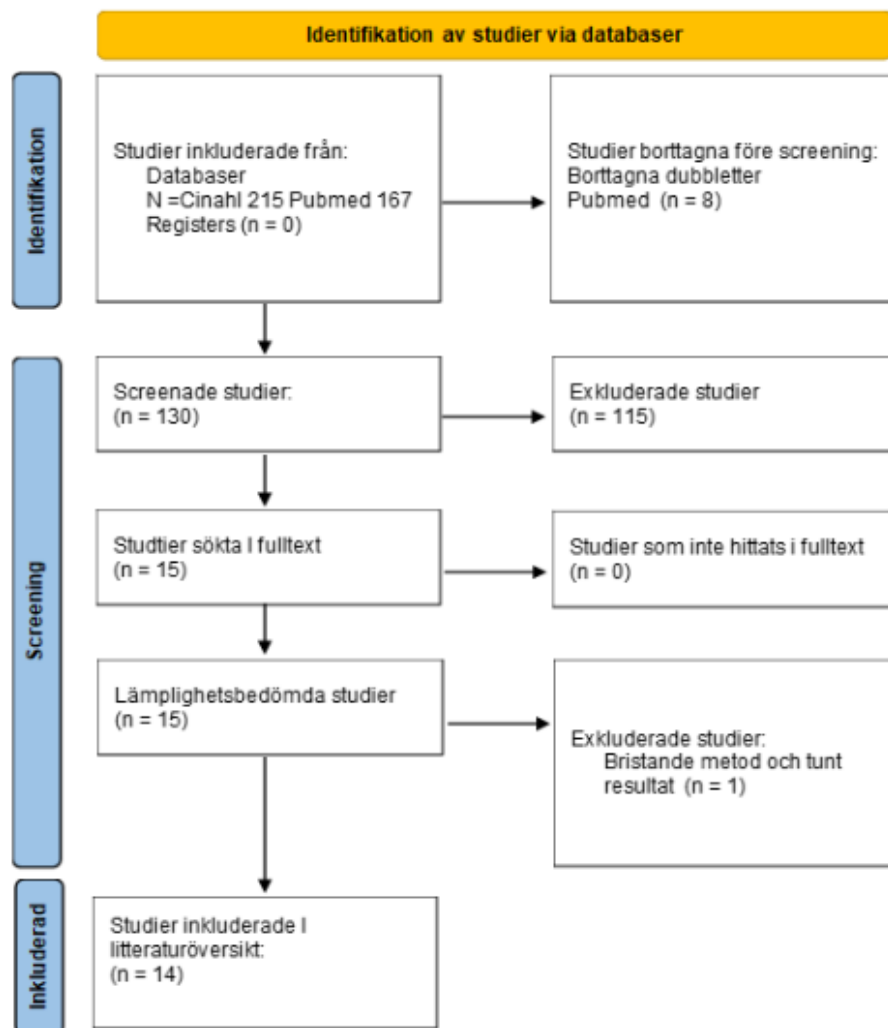 Identifikation av studier via databaser
Identifikation
Studier inkluderade från:
Databaser
N =Cinahl 215 Pubmed 167
Registers (n = 0)
Studier borttagna före screening:
Borttagna dubbletter
Pubmed (n = 8)
Screening
Screenade studier:
(n = 130)
Exkluderade studier
(n = 115)
Studtier sökta I fulltext
(n = 15)
Studier som inte hittats i fulltext
(n = 0)
Lämplighetsbedömda studier
(n = 15)
Exkluderade studier:
Bristande metod och tunt
resultat (n = 1)
Inkluderad
Studier inkluderade I
litteraturöversikt:
(n = 14)